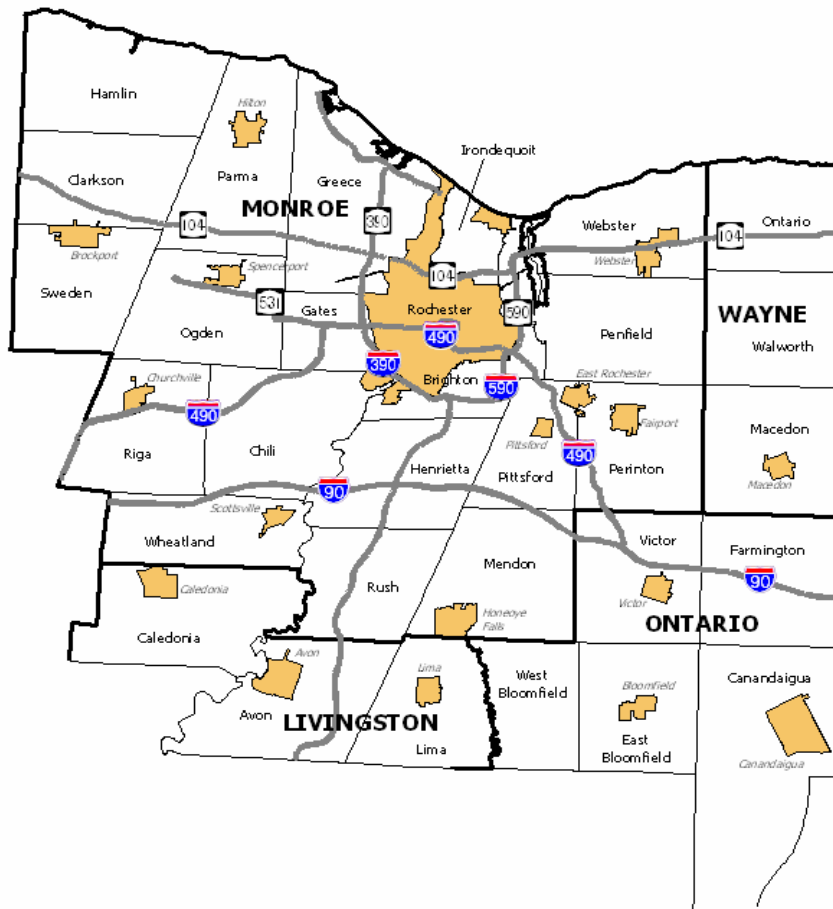 Hamlin
Hilton
Irondequoit
Clarkson
Parma
Greece
MONROE
390
104
Webster
Ontario
104
Brockport
Spencerport
104
Webster
Sweden
531
Gates
Rochester
590
WAYNE
Ogden
490
Penfield
Walworth
390
Brighton
590
East Rochester
Churchville
490
Fairport
Macedon
Riga
Chili
Henrietta
Pittsford
490
Pittsford
Perinton
Macedon
90
Scottsville
Wheatland
Victor
Farmington
Mendon
90
Caledonia
Rush
Victor
Caledonia
Honeoye
Falls
ONTARIO
Avon
Lima
West
Bloomfield
Bloomfield
Canandaigua
Avon
LIVINGSTON
Lima
East
Bloomfield
Canandaigua